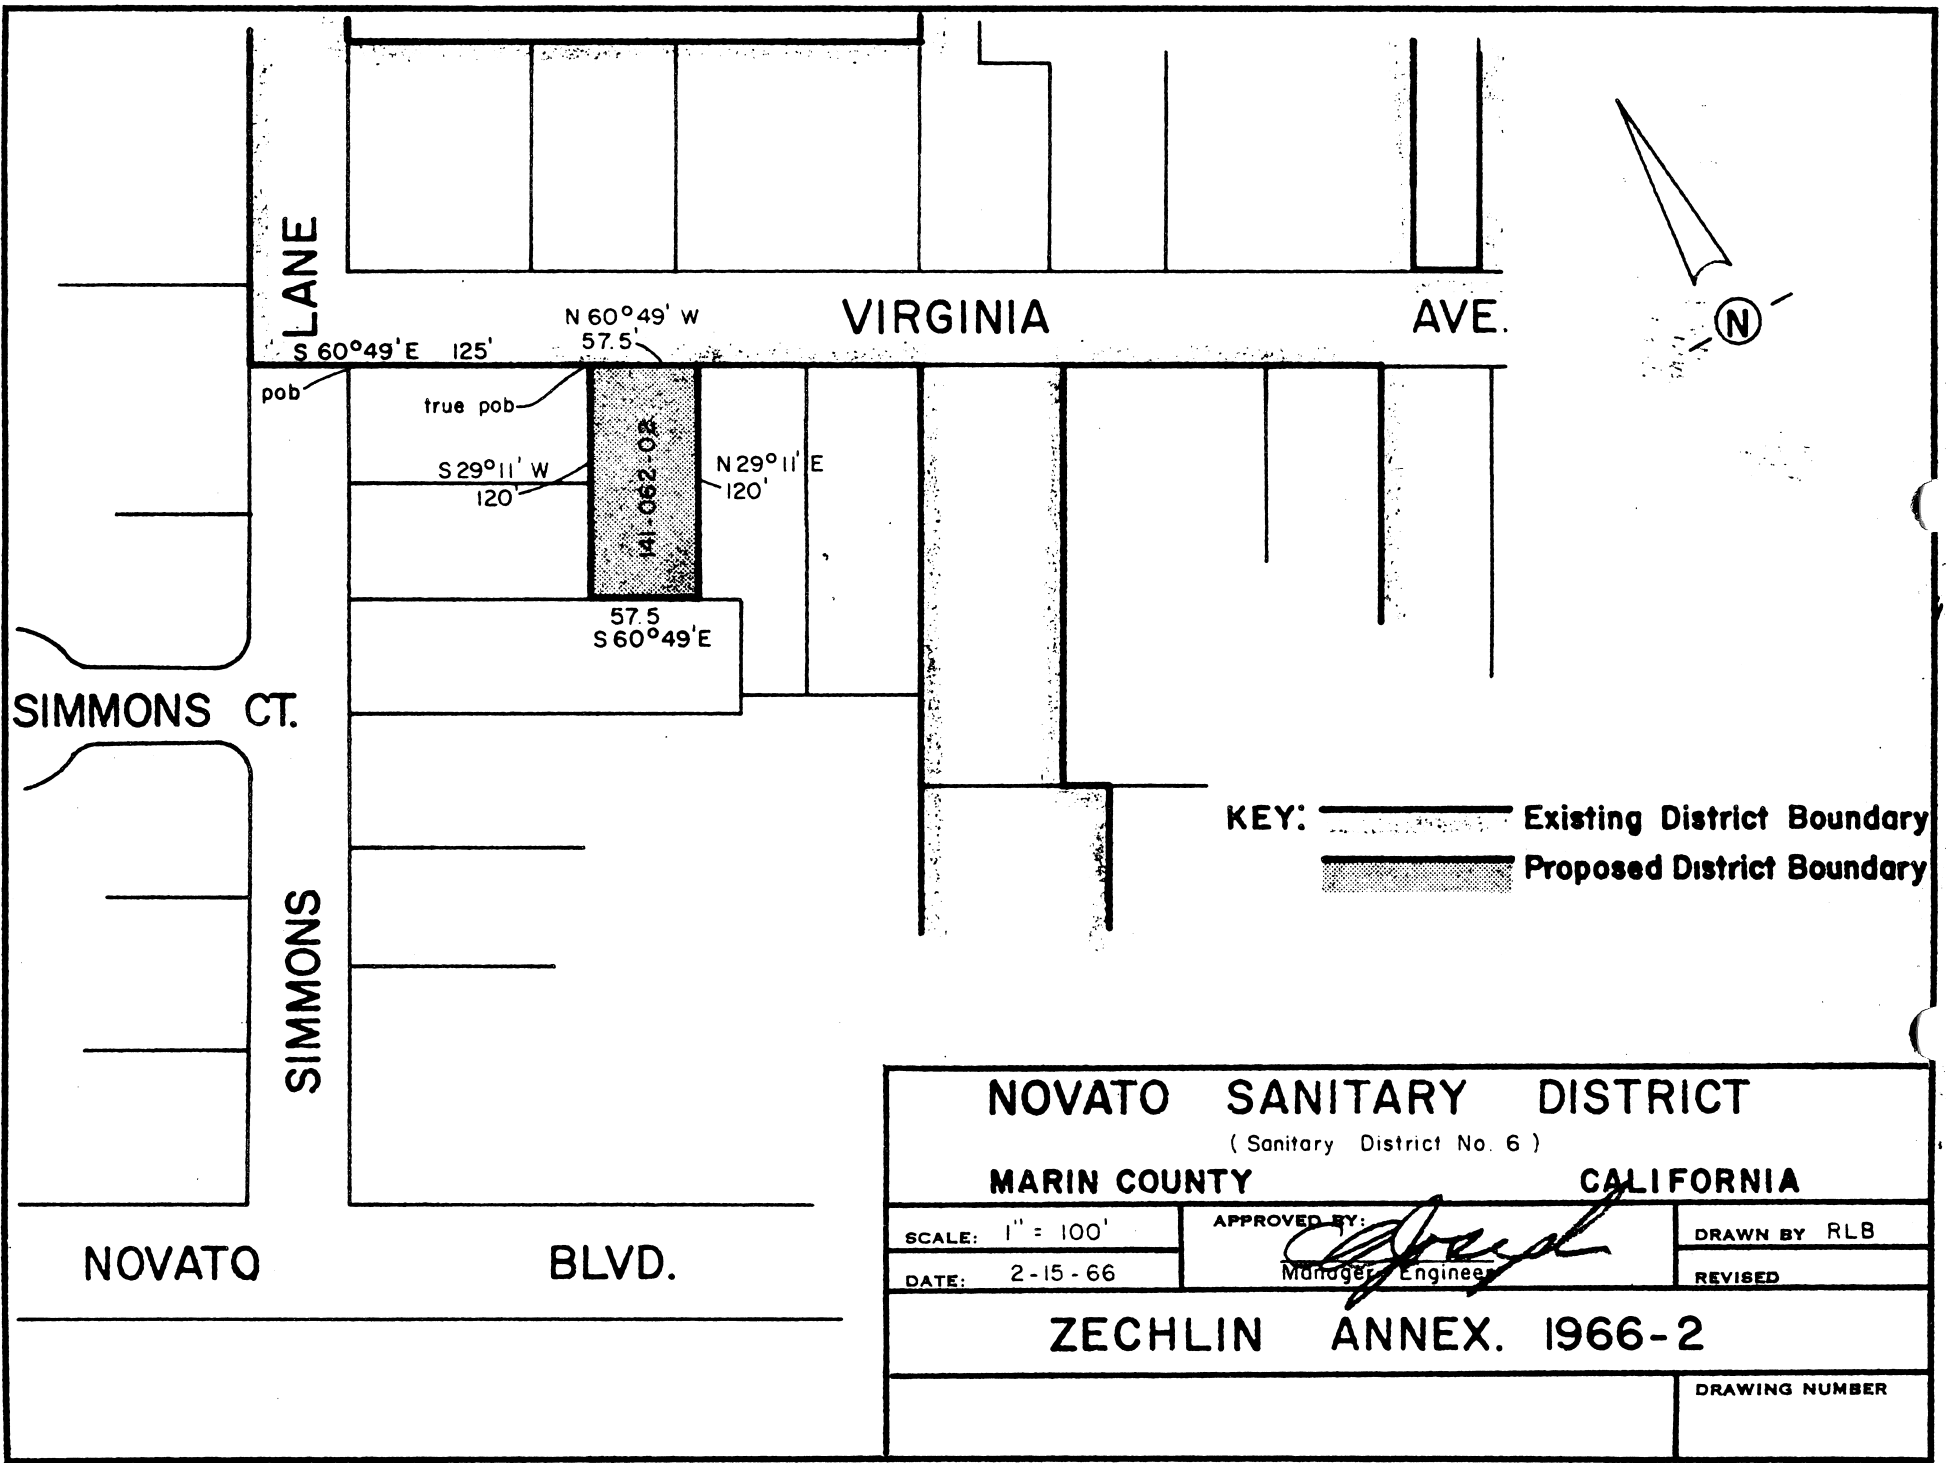 LANE
VIRGINIA AVE.
N 60°49' W
57.5'
S 60°49'E 125'
pob
true pob
S 29°11' W
120'
141-062-02
N 29°11' E
120'
57.5
S 60°49'E
N
SIMMONS CT.
SIMMONS
KEY: Existing District Boundary
Proposed District Boundary
NOVATO BLVD.
NOVATO SANITARY DISTRICT
( Sanitary District No. 6 )
MARIN COUNTY CALIFORNIA
SCALE: 1" = 100'
APPROVED BY:
Manager - Engineer
DRAWN BY RLB
DATE: 2-15-66
REVISED
ZECHLIN ANNEX. 1966-2
DRAWING NUMBER